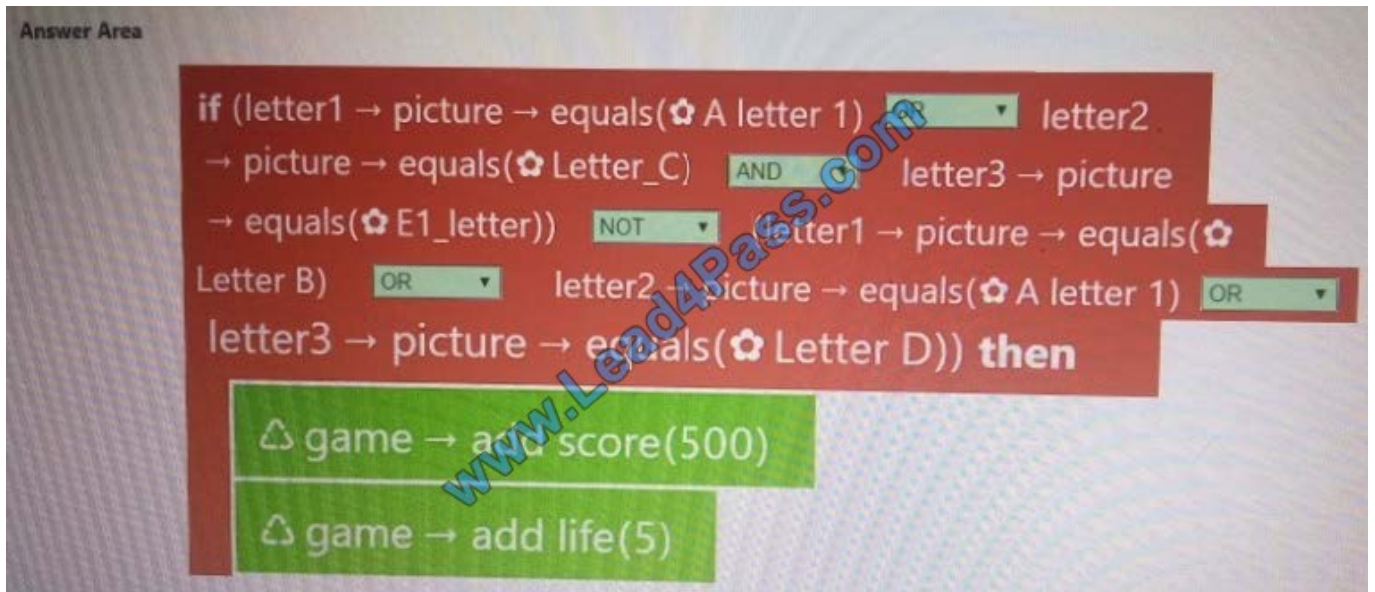 Answer Area
if (letter1 → picture → equals(✿ A letter 1) OR letter2
→ picture → equals(✿ Letter_C) AND letter3 → picture
→ equals(✿ E1_letter)) NOT (letter1 → picture → equals(✿
Letter B) OR letter2 → picture → equals(✿ A letter 1) OR
letter3 → picture → equals(✿ Letter D)) then
game → add score(500)
game → add life(5)
www.Lead4Pass.com